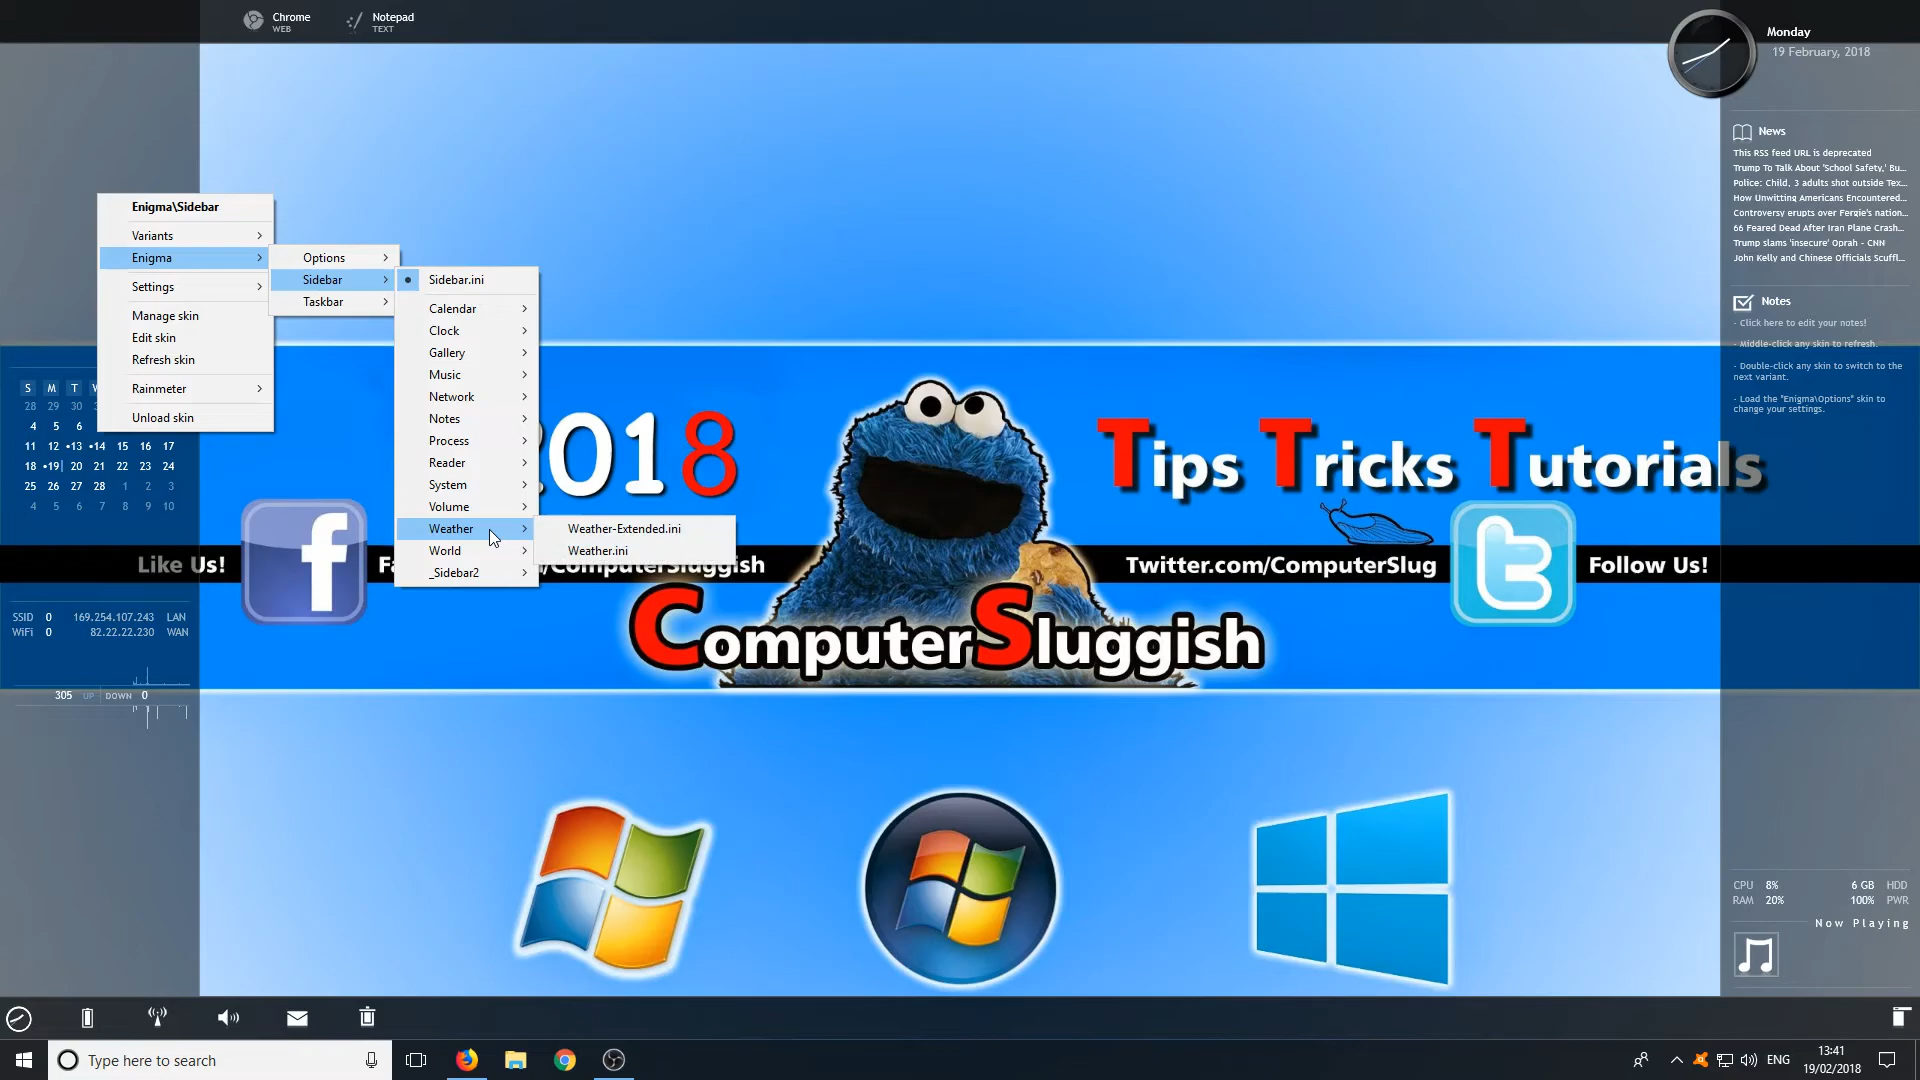 Chrome
WEB
Notepad
TEXT
Monday
19 February, 2018
News
This RSS feed URL is deprecated
Trump To Talk About 'School Safety,' Bu...
Police: Child, 3 adults shot outside Tex...
How Unwitting Americans Encountered...
Controversy erupts over Fergie's nation...
66 Feared Dead After Iran Plane Crash...
Trump slams 'insecure' Oprah - CNN
John Kelly and Chinese Officials Scuffl...
Notes
- Click here to edit your notes!
- Middle-click any skin to refresh.
- Double-click any skin to switch to the
next variant.
- Load the "Enigma\Options" skin to
change your settings.
Enigma\Sidebar
Variants
Enigma
Settings
Manage skin
Edit skin
Refresh skin
Rainmeter
Unload skin
Options
Sidebar
Taskbar
Sidebar.ini
Calendar
Clock
Gallery
Music
Network
Notes
Process
Reader
System
Volume
Weather
World
_Sidebar2
Weather-Extended.ini
Weather.ini
S M T
28 29 30
4 5 6
11 12 •13 •14 15 16 17
18 •19| 20 21 22 23 24
25 26 27 28 1 2 3
4 5 6 7 8 9 10
2018
Tips Tricks Tutorials
Like Us!
/ComputerSluggish
Twitter.com/ComputerSlug
Follow Us!
ComputerSluggish
SSID 0 169.254.107.243 LAN
WiFi 0 82.22.22.230 WAN
305 UP DOWN 0
CPU 8% 6 GB HDD
RAM 20% 100% PWR
Now Playing
Type here to search
ENG
13:41
19/02/2018